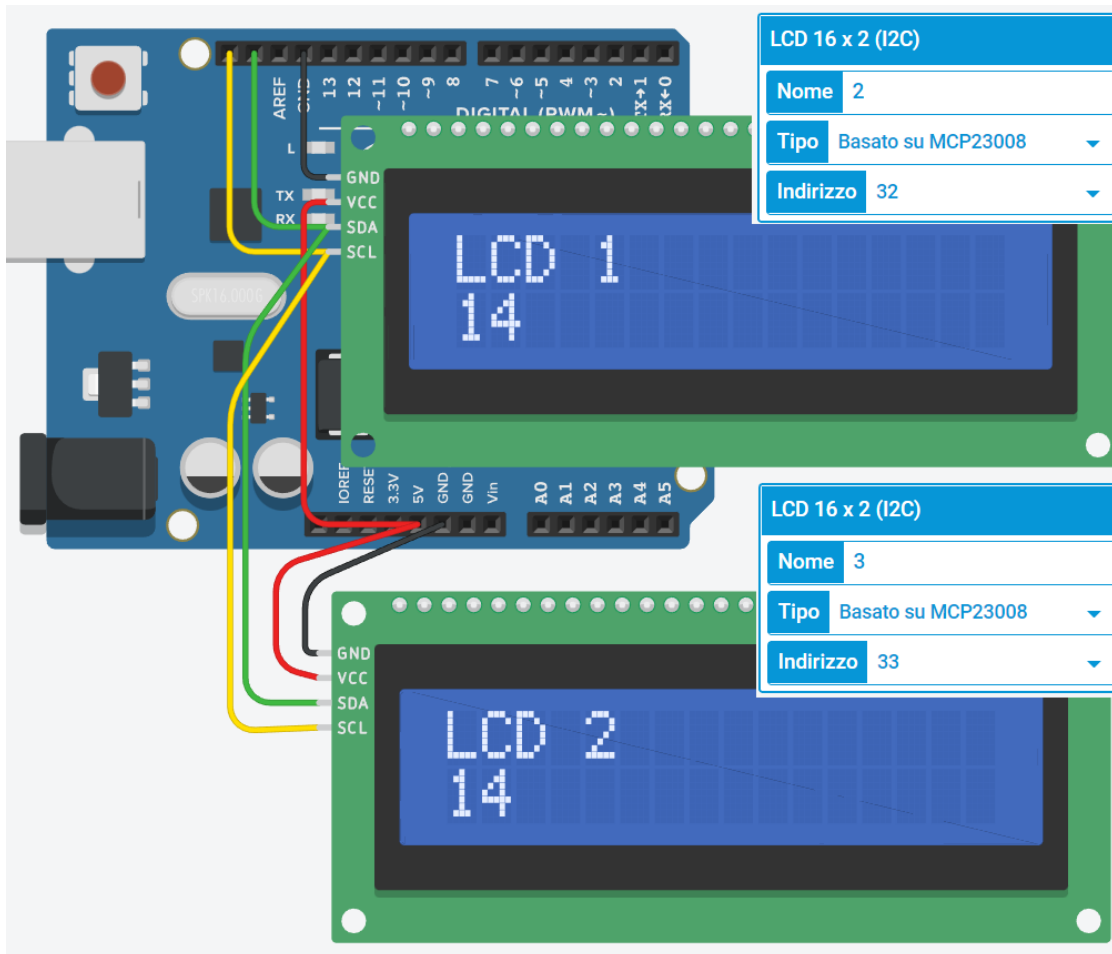 LCD 16 x 2 (I2C)
Nome 2
Tipo Basato su MCP23008
Indirizzo 32
AREF
GND
13
12
~11
~10
~9
8
7
~6
~5
4
~3
2
TX→1
RX←0
DIGITAL (PWM~)
L
TX
RX
GND
VCC
SDA
SCL
LCD 1
14
SPK16.000G
IOREF
RESET
3.3V
5V
GND
GND
Vin
A0
A1
A2
A3
A4
A5
LCD 16 x 2 (I2C)
Nome 3
Tipo Basato su MCP23008
Indirizzo 33
GND
VCC
SDA
SCL
LCD 2
14